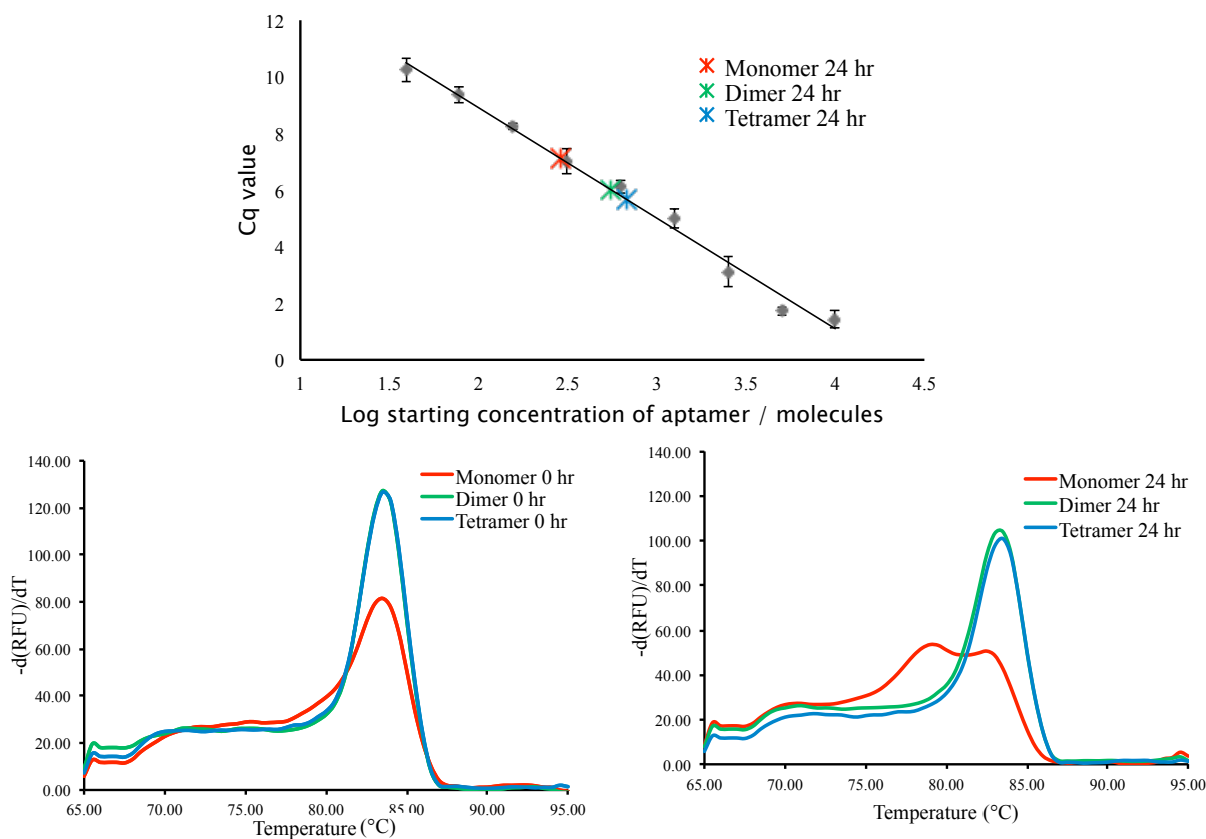 12
10
8
6
4
2
0
Cq value
Monomer 24 hr
Dimer 24 hr
Tetramer 24 hr
1 1.5 2 2.5 3 3.5 4 4.5
Log starting concentration of aptamer / molecules
140.00
120.00
100.00
80.00
60.00
40.00
20.00
0.00
-d(RFU)/dT
Monomer 0 hr
Dimer 0 hr
Tetramer 0 hr
65.00 70.00 75.00 80.00 85.00 90.00 95.00
Temperature (°C)
140.00
120.00
100.00
80.00
60.00
40.00
20.00
0.00
-d(RFU)/dT
Monomer 24 hr
Dimer 24 hr
Tetramer 24 hr
65.00 70.00 75.00 80.00 85.00 90.00 95.00
Temperature (°C)